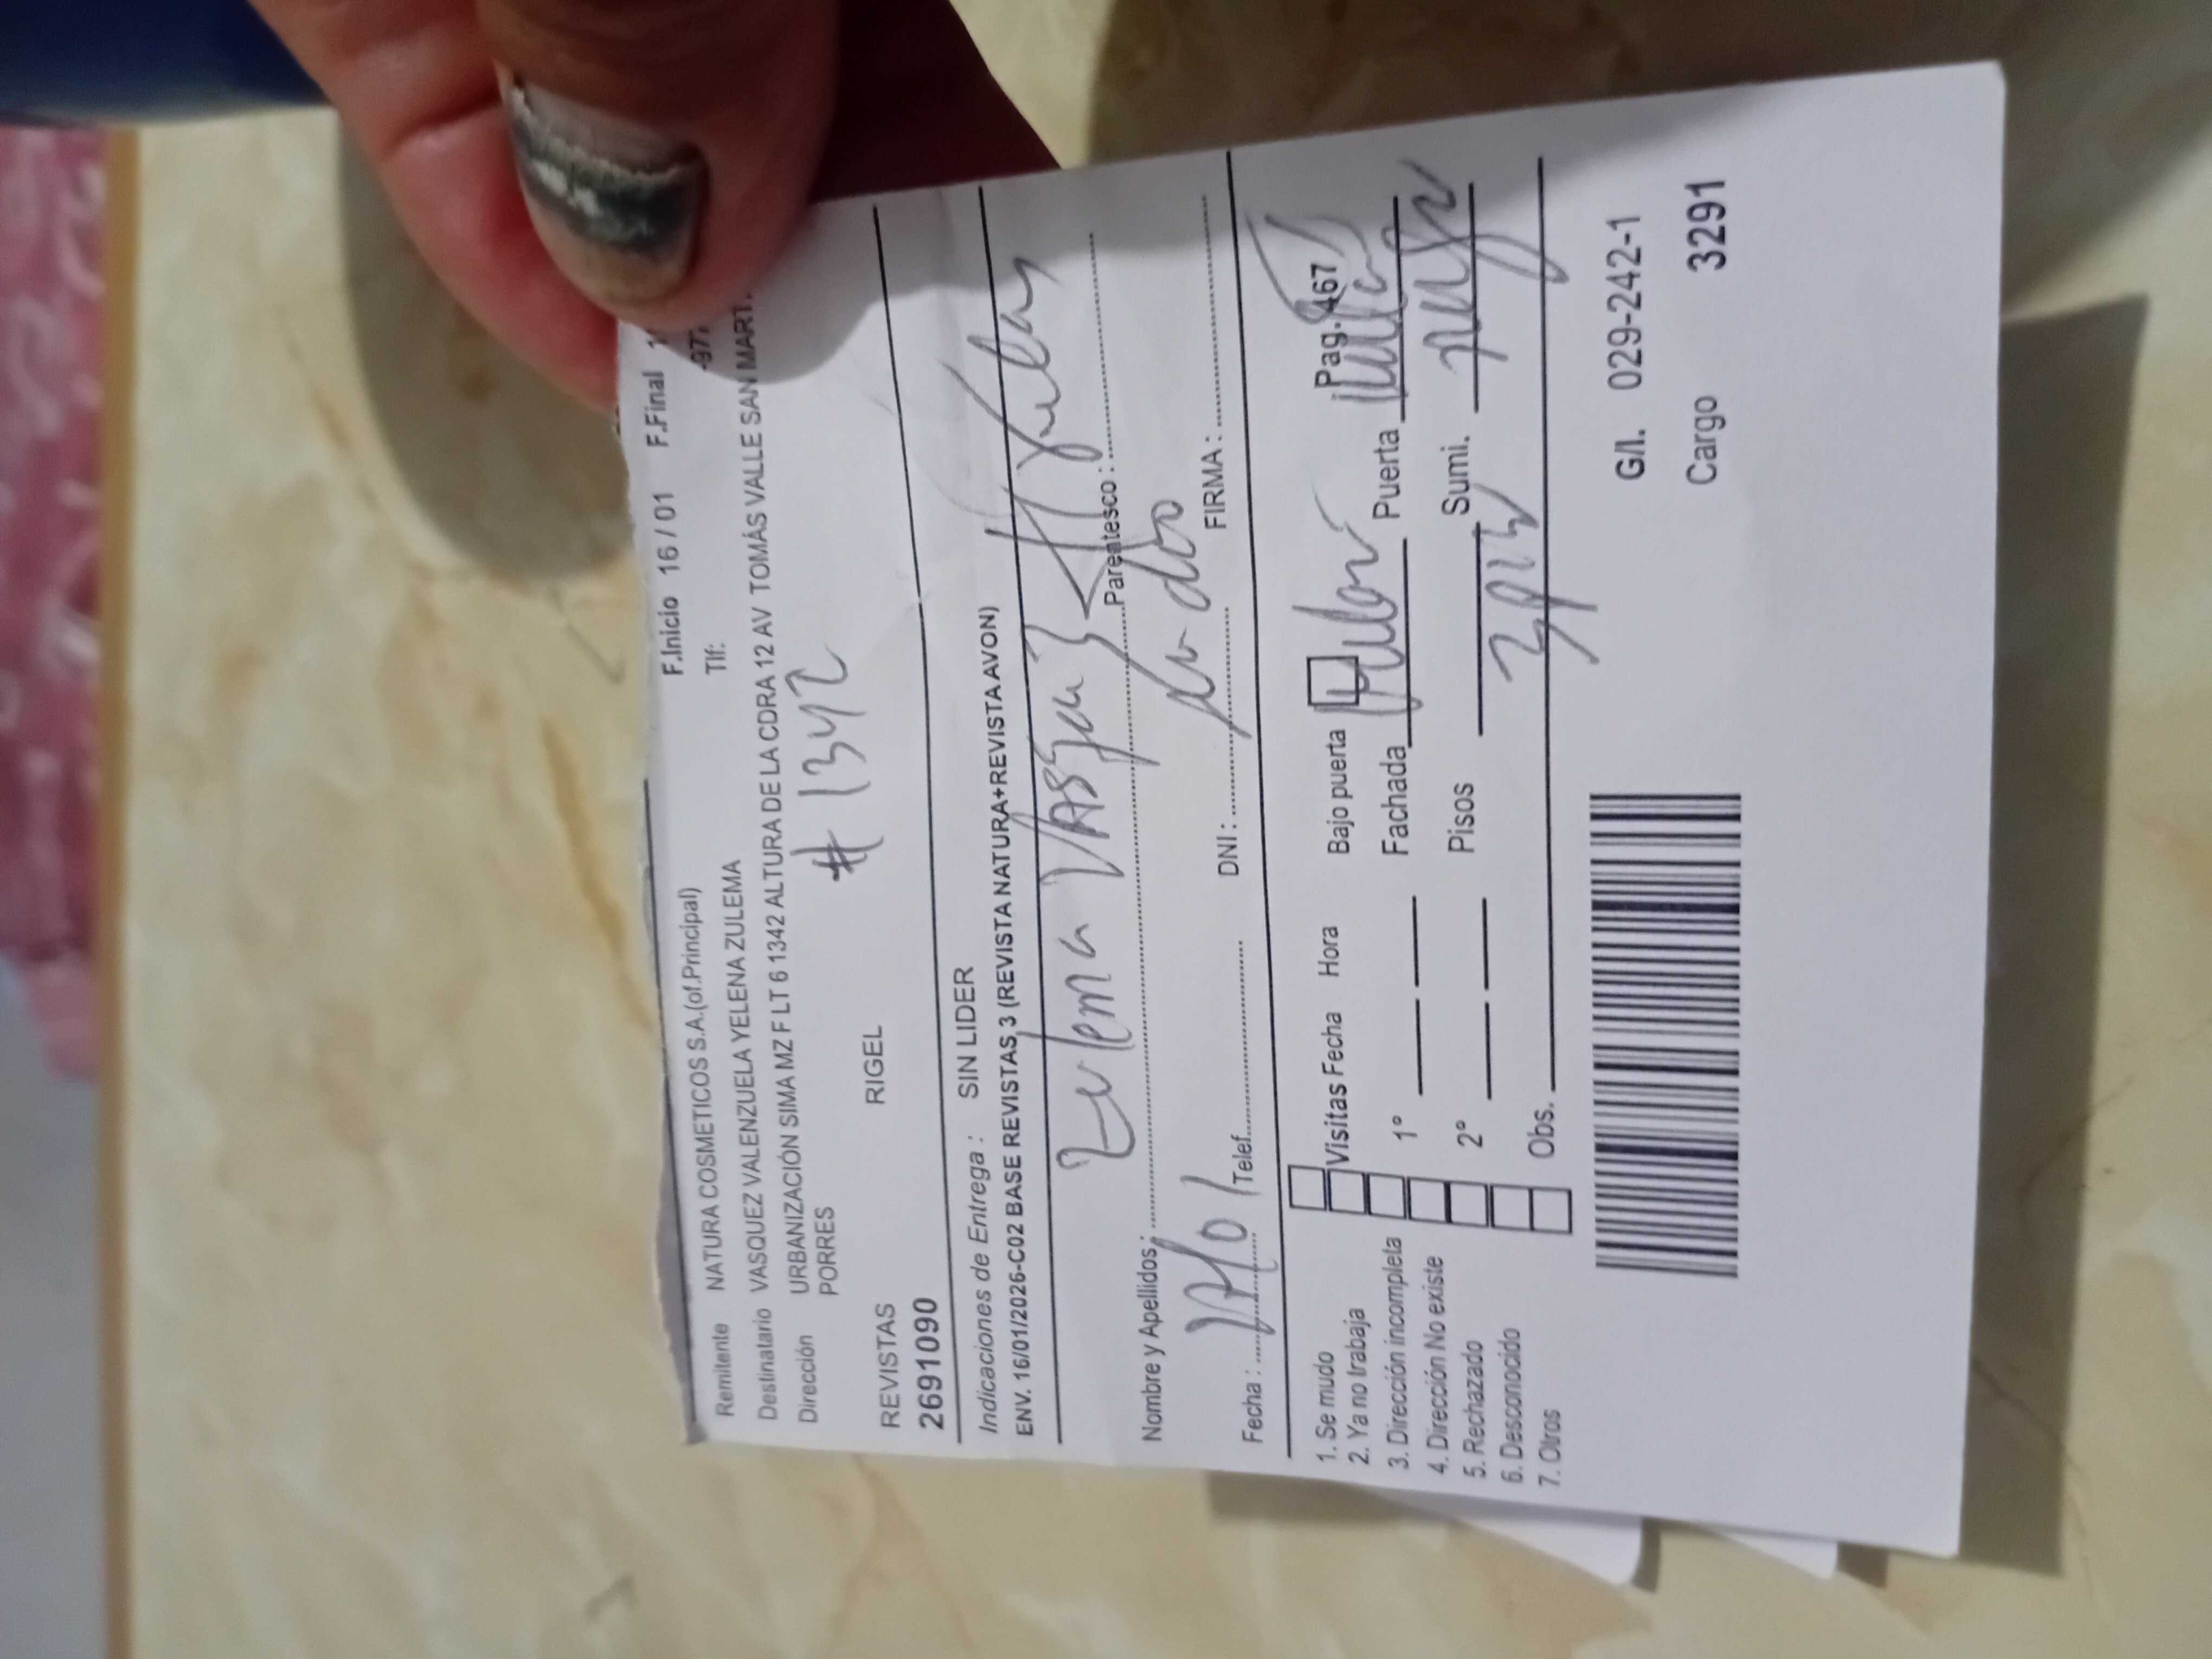 F.Inicio 16 / 01 F.Final 1
Remitente NATURA COSMETICOS S.A.(of.Principal) Tlf: -977
Destinatario VASQUEZ VALENZUELA YELENA ZULEMA
Dirección URBANIZACIÓN SIMA MZ F LT 6 1342 ALTURA DE LA CDRA 12 AV TOMÁS VALLE SAN MART.
PORRES
# 1342
REVISTAS RIGEL
2691090
Indicaciones de Entrega : SIN LIDER
ENV. 16/01/2026-C02 BASE REVISTAS 3 (REVISTA NATURA+REVISTA AVON)
Zulema
Nombre y Apellidos: Parentesco :
Fecha : Telef. DNI : FIRMA :
1. Se mudo Visitas Fecha Hora Bajo puerta Pag. 467
2. Ya no trabaja
3. Dirección incompleta 1° Fachada Puerta
4. Dirección No existe
5. Rechazado 2° Pisos Sumi.
6. Desconocido
7. Otros Obs.
G/l. 029-242-1
Cargo 3291